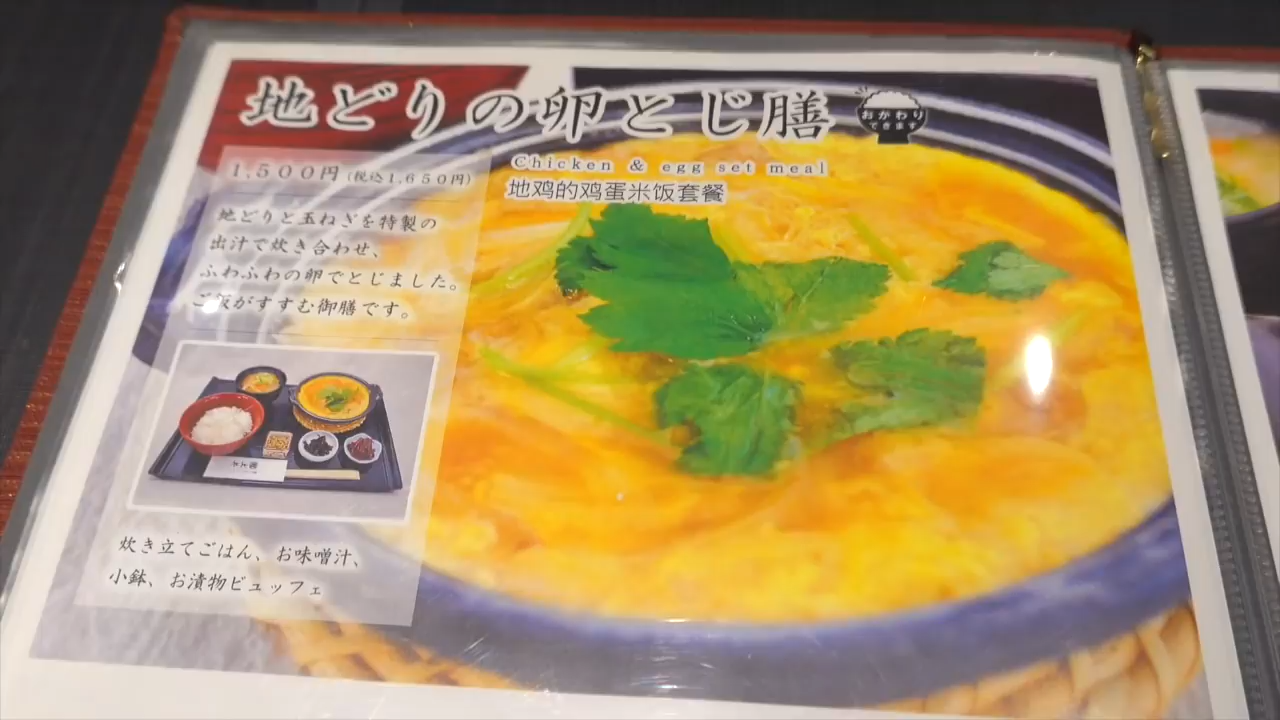 地どりの卵とじ膳
おかわり
できます
Chicken & egg set meal
地鸡的鸡蛋米饭套餐
1,500円(税込1,650円)
地どりと玉ねぎを特製の
出汁で炊き合わせ、
ふわふわの卵でとじました。
ご飯がすすむ御膳です。
炊き立てごはん、お味噌汁、
小鉢、お漬物ビュッフェ